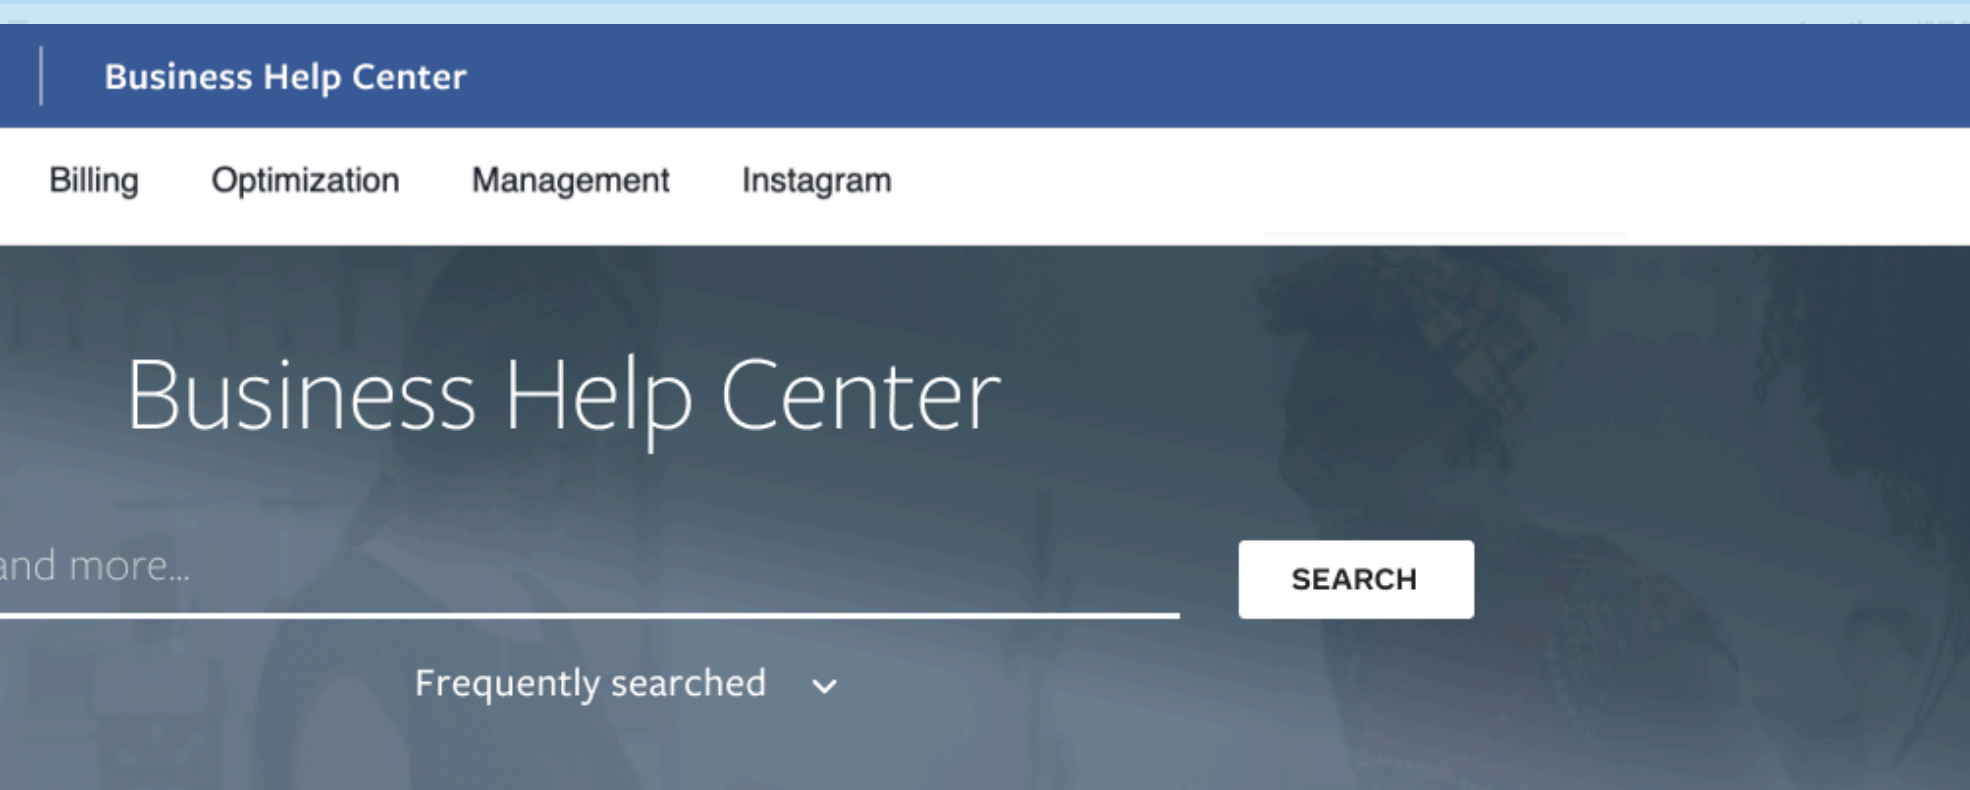 Business Help Center
Billing Optimization Management Instagram
Business Help Center
and more...
SEARCH
Frequently searched